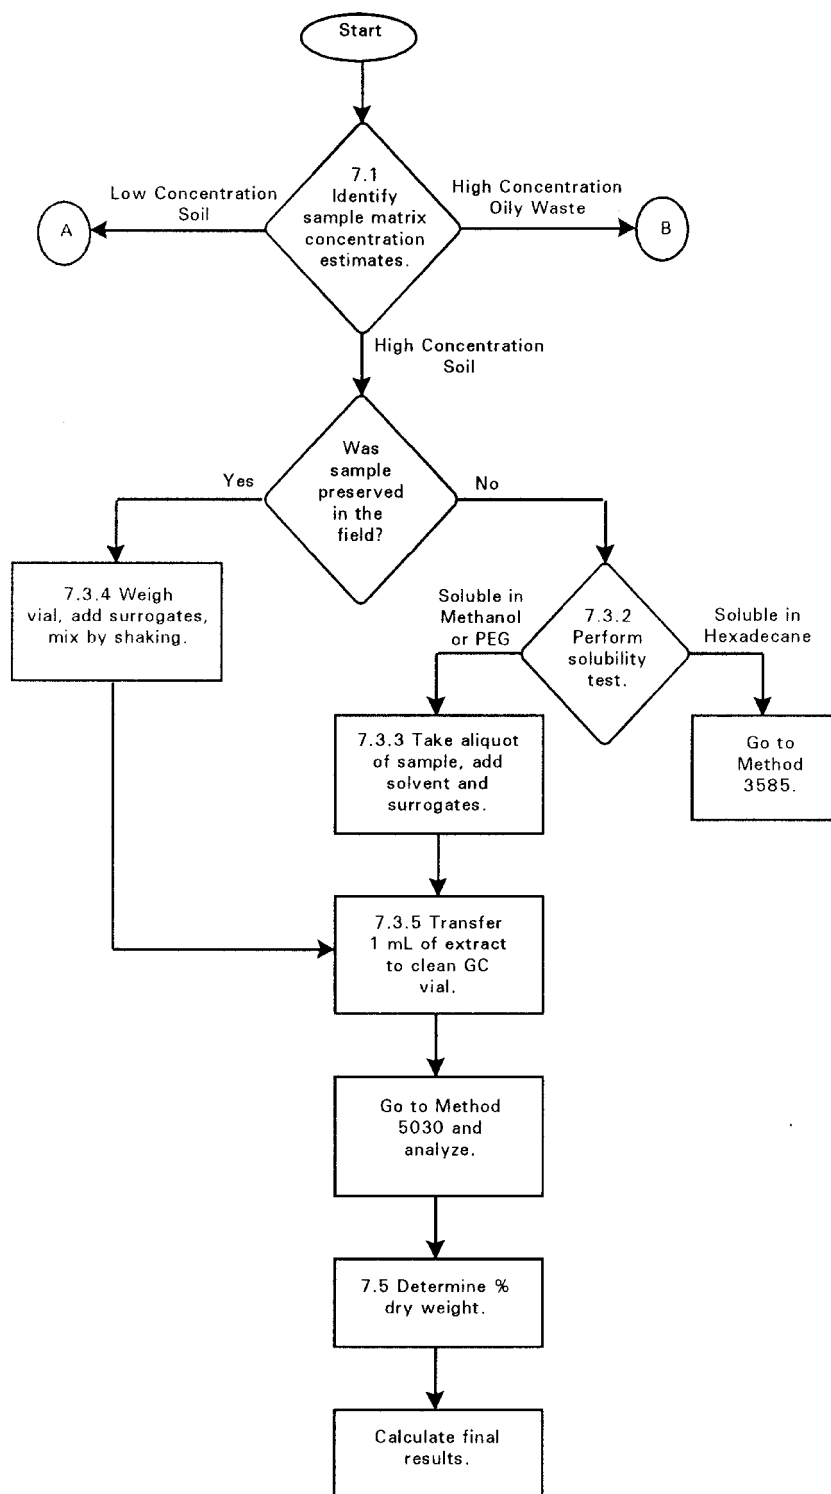 Start
7.1
Identify
sample matrix
concentration
estimates.
Low Concentration
Soil
High Concentration
Oily Waste
A
B
High Concentration
Soil
Was
sample
preserved
in the
field?
Yes
No
7.3.4 Weigh
vial, add surrogates,
mix by shaking.
Soluble in
Methanol
or PEG
7.3.2
Perform
solubility
test.
Soluble in
Hexadecane
7.3.3 Take aliquot
of sample, add
solvent and
surrogates.
Go to
Method
3585.
7.3.5 Transfer
1 mL of extract
to clean GC
vial.
Go to Method
5030 and
analyze.
7.5 Determine %
dry weight.
Calculate final
results.